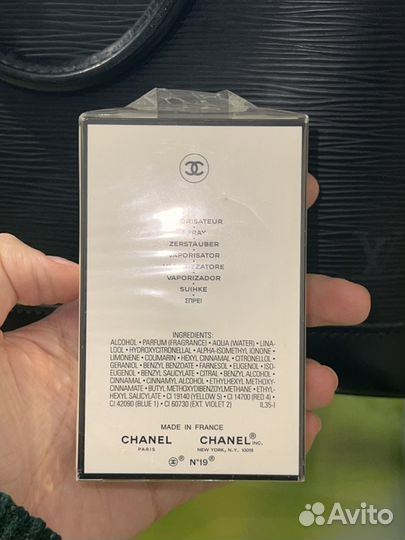 SPRAY
ZERSTAUBER
VAPORISATOR
VAPORIZADOR
SUIHKE
ΣΠΡΕΙ
INGREDIENTS:
ALCOHOL • PARFUM (FRAGRANCE) • AQUA (WATER) • LINA-
LOOL • HYDROXYCITRONELLAL • ALPHA-ISOMETHYL IONONE •
LIMONENE • COUMARIN • HEXYL CINNAMAL • CITRONELLOL •
GERANIOL • BENZYL BENZOATE • FARNESOL • EUGENOL • ISO-
EUGENOL • BENZYL SALICYLATE • CITRAL • BENZYL ALCOHOL •
CINNAMAL • CINNAMYL ALCOHOL • ETHYLHEXYL METHOXY-
CINNAMATE • BUTYL METHOXYDIBENZOYLMETHANE • ETHYL-
HEXYL SALICYLATE • CI 19140 (YELLOW 5) • CI 14700 (RED 4) •
CI 42090 (BLUE 1) • CI 60730 (EXT. VIOLET 2) IL35-I
MADE IN FRANCE
CHANEL CHANEL® INC.
PARIS NEW YORK, N.Y. 10019
N°19®
Avito